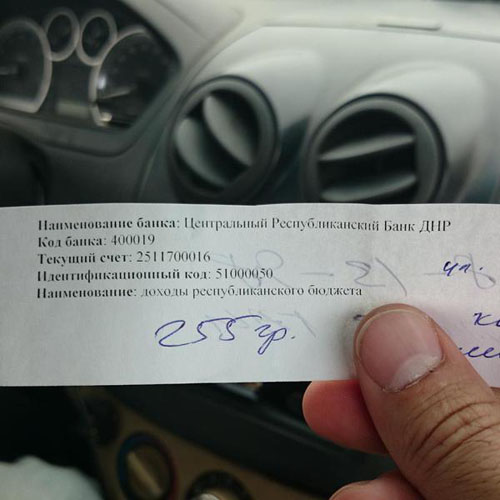 Наименование банка: Центральный Республиканский Банк ДНР
Код банка: 400019
Текущий счет: 2511700016
Идентификационный код: 51000050
Наименование: доходы республиканского бюджета
ул.
255 гр.